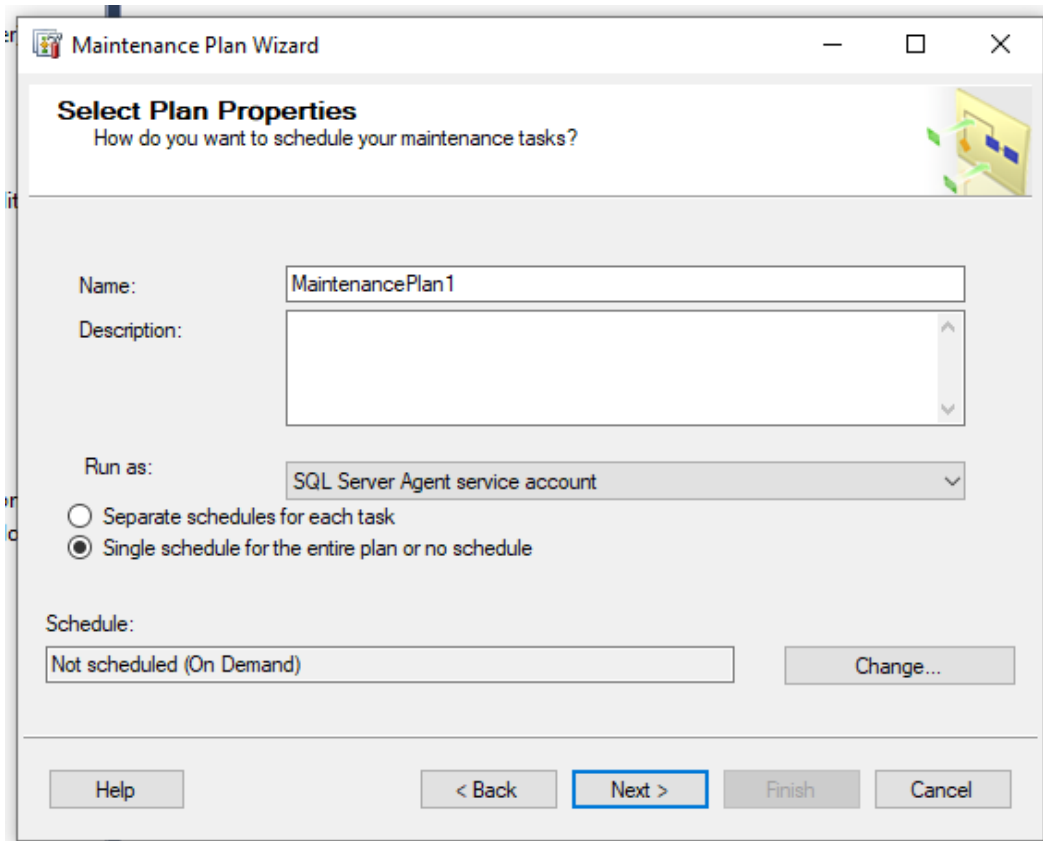 Maintenance Plan Wizard
Select Plan Properties
How do you want to schedule your maintenance tasks?
Name:
MaintenancePlan1
Description:
Run as:
SQL Server Agent service account
Separate schedules for each task
Single schedule for the entire plan or no schedule
Schedule:
Not scheduled (On Demand)
Change...
Help
< Back
Next >
Finish
Cancel